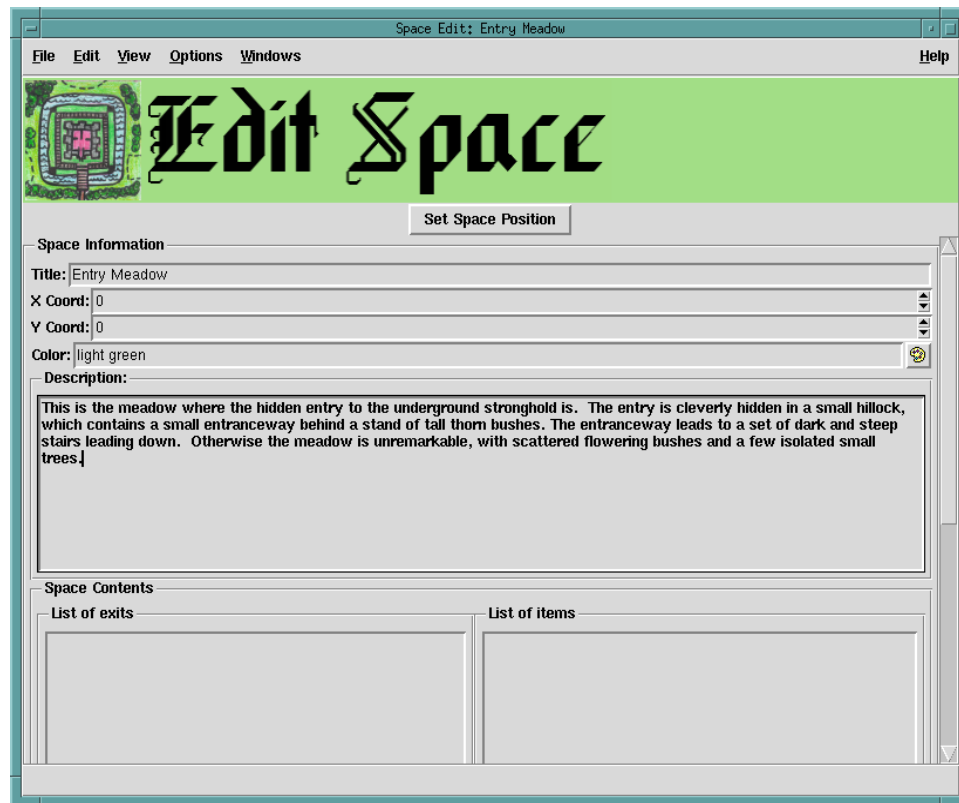 Space Edit: Entry Meadow
File Edit View Options Windows Help
Edit Space
Set Space Position
Space Information
Title: Entry Meadow
X Coord: 0
Y Coord: 0
Color: light green
Description:
This is the meadow where the hidden entry to the underground stronghold is.  The entry is cleverly hidden in a small hillock,
which contains a small entranceway behind a stand of tall thorn bushes. The entranceway leads to a set of dark and steep
stairs leading down.  Otherwise the meadow is unremarkable, with scattered flowering bushes and a few isolated small
trees.
Space Contents
List of exits List of items